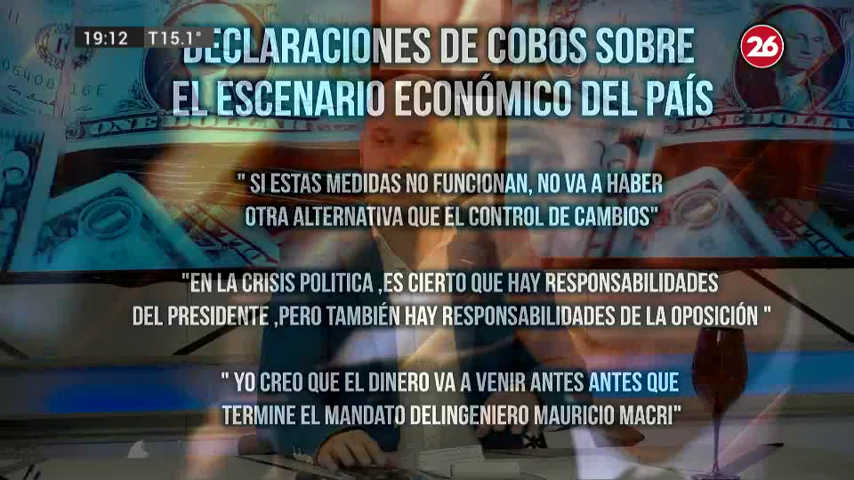 19:12 T15.1°
26
DECLARACIONES DE COBOS SOBRE
EL ESCENARIO ECONÓMICO DEL PAÍS
" SI ESTAS MEDIDAS NO FUNCIONAN, NO VA A HABER
OTRA ALTERNATIVA QUE EL CONTROL DE CAMBIOS"
"EN LA CRISIS POLITICA ,ES CIERTO QUE HAY RESPONSABILIDADES
DEL PRESIDENTE ,PERO TAMBIÉN HAY RESPONSABILIDADES DE LA OPOSICIÓN "
" YO CREO QUE EL DINERO VA A VENIR ANTES ANTES QUE
TERMINE EL MANDATO DELINGENIERO MAURICIO MACRI"
ONE DOLLAR